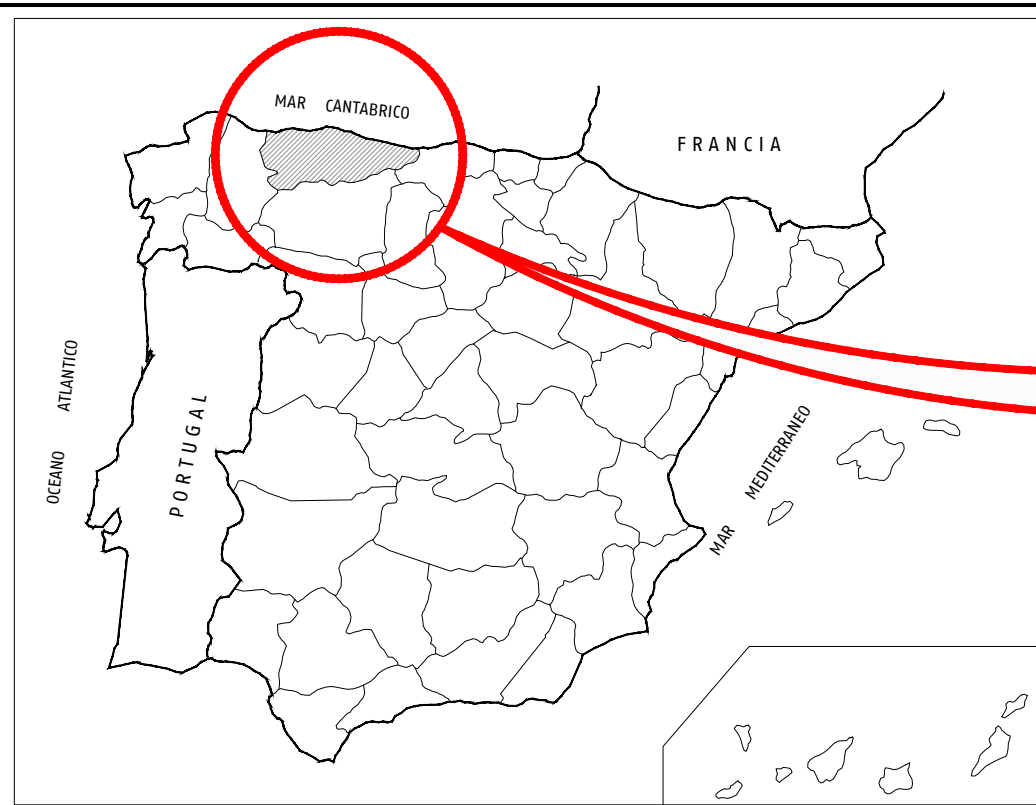 MAR CANTABRICO
FRANCIA
OCEANO ATLANTICO
PORTUGAL
MAR MEDITERRANEO